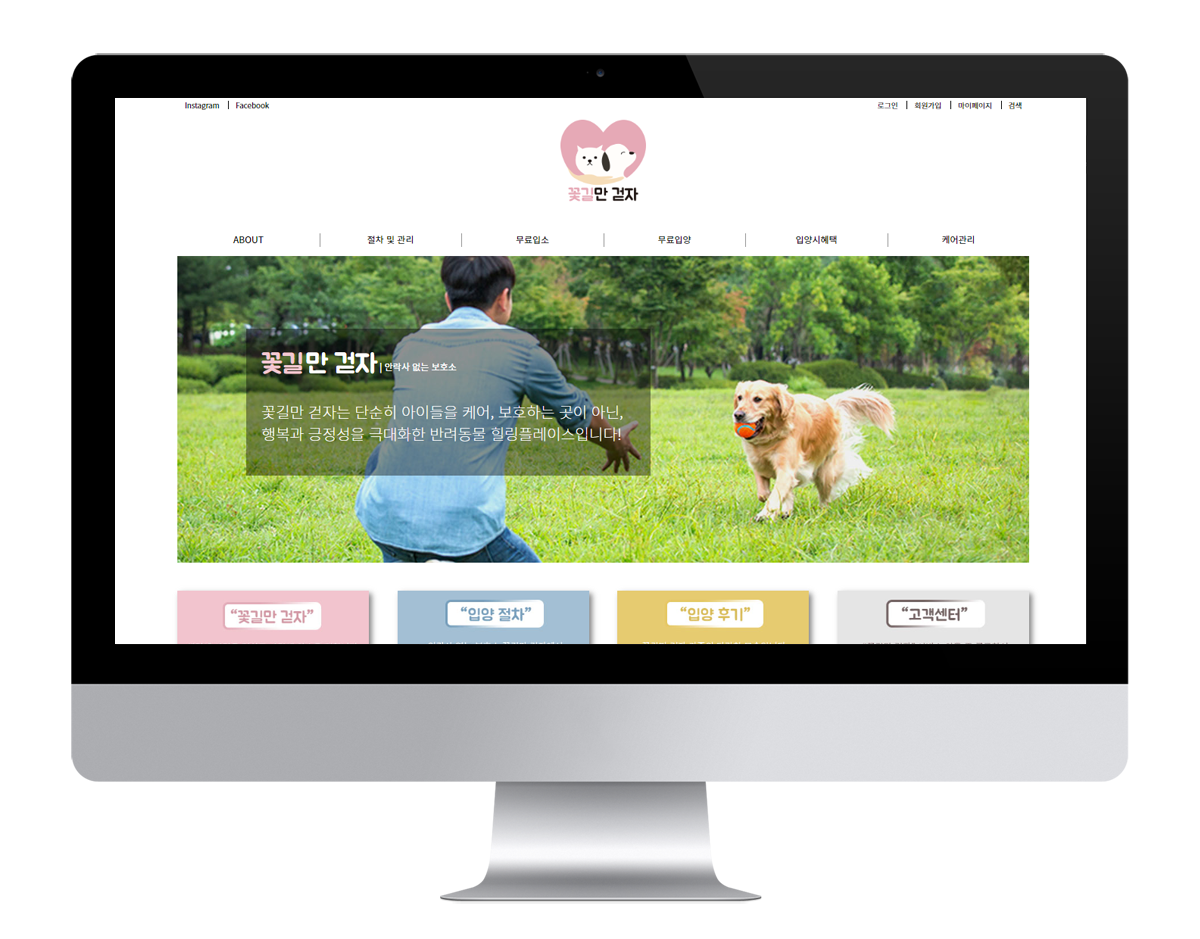 Instagram | Facebook
로그인 | 회원가입 | 마이페이지 | 검색
꽃길만 걷자
ABOUT | 절차 및 관리 | 무료입소 | 무료입양 | 입양시혜택 | 케어관리
꽃길만 걷자 | 안락사 없는 보호소
꽃길만 걷자는 단순히 아이들을 케어, 보호하는 곳이 아닌,
행복과 긍정성을 극대화한 반려동물 힐링플레이스입니다!
“꽃길만 걷자” “입양 절차” “입양 후기” “고객센터”